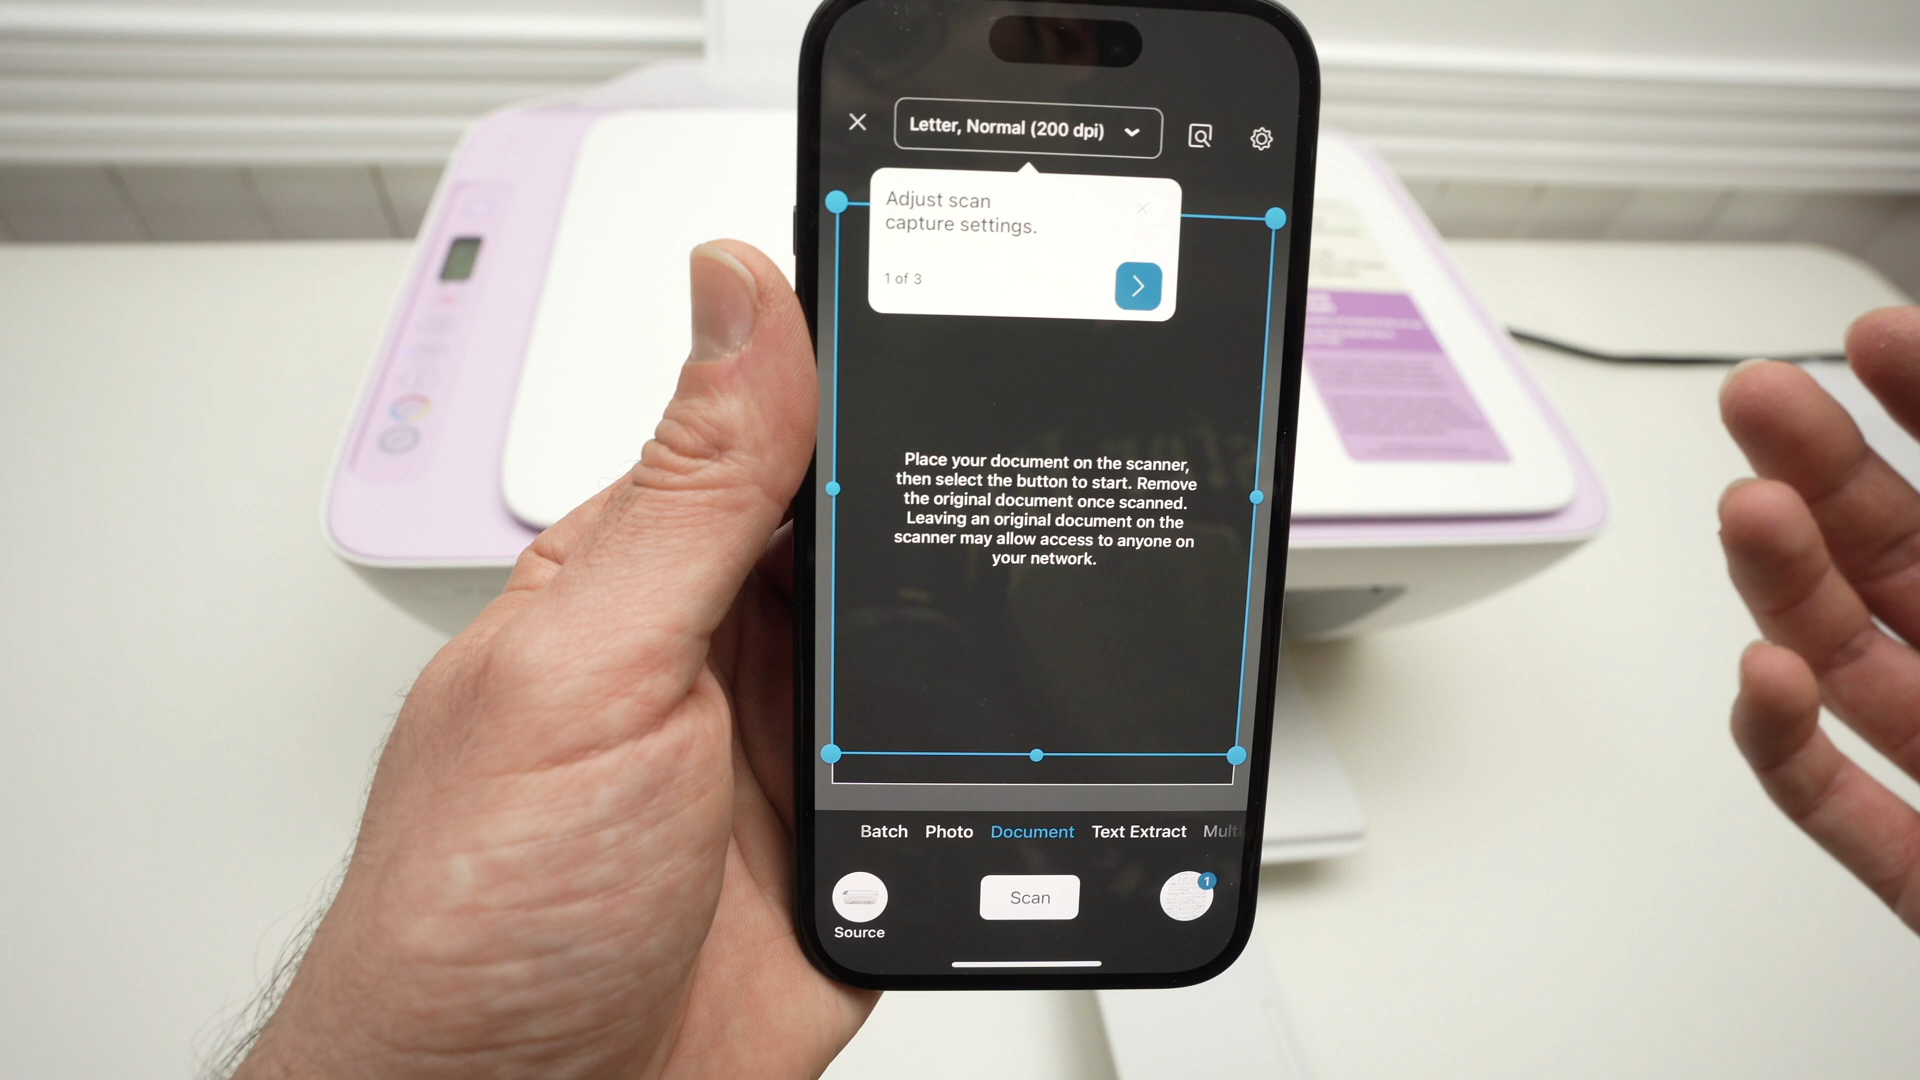 Letter, Normal (200 dpi)
Adjust scan
capture settings.
1 of 3
Place your document on the scanner,
then select the button to start. Remove
the original document once scanned.
Leaving an original document on the
scanner may allow access to anyone on
your network.
Batch Photo Document Text Extract Multi
Scan
1
Source